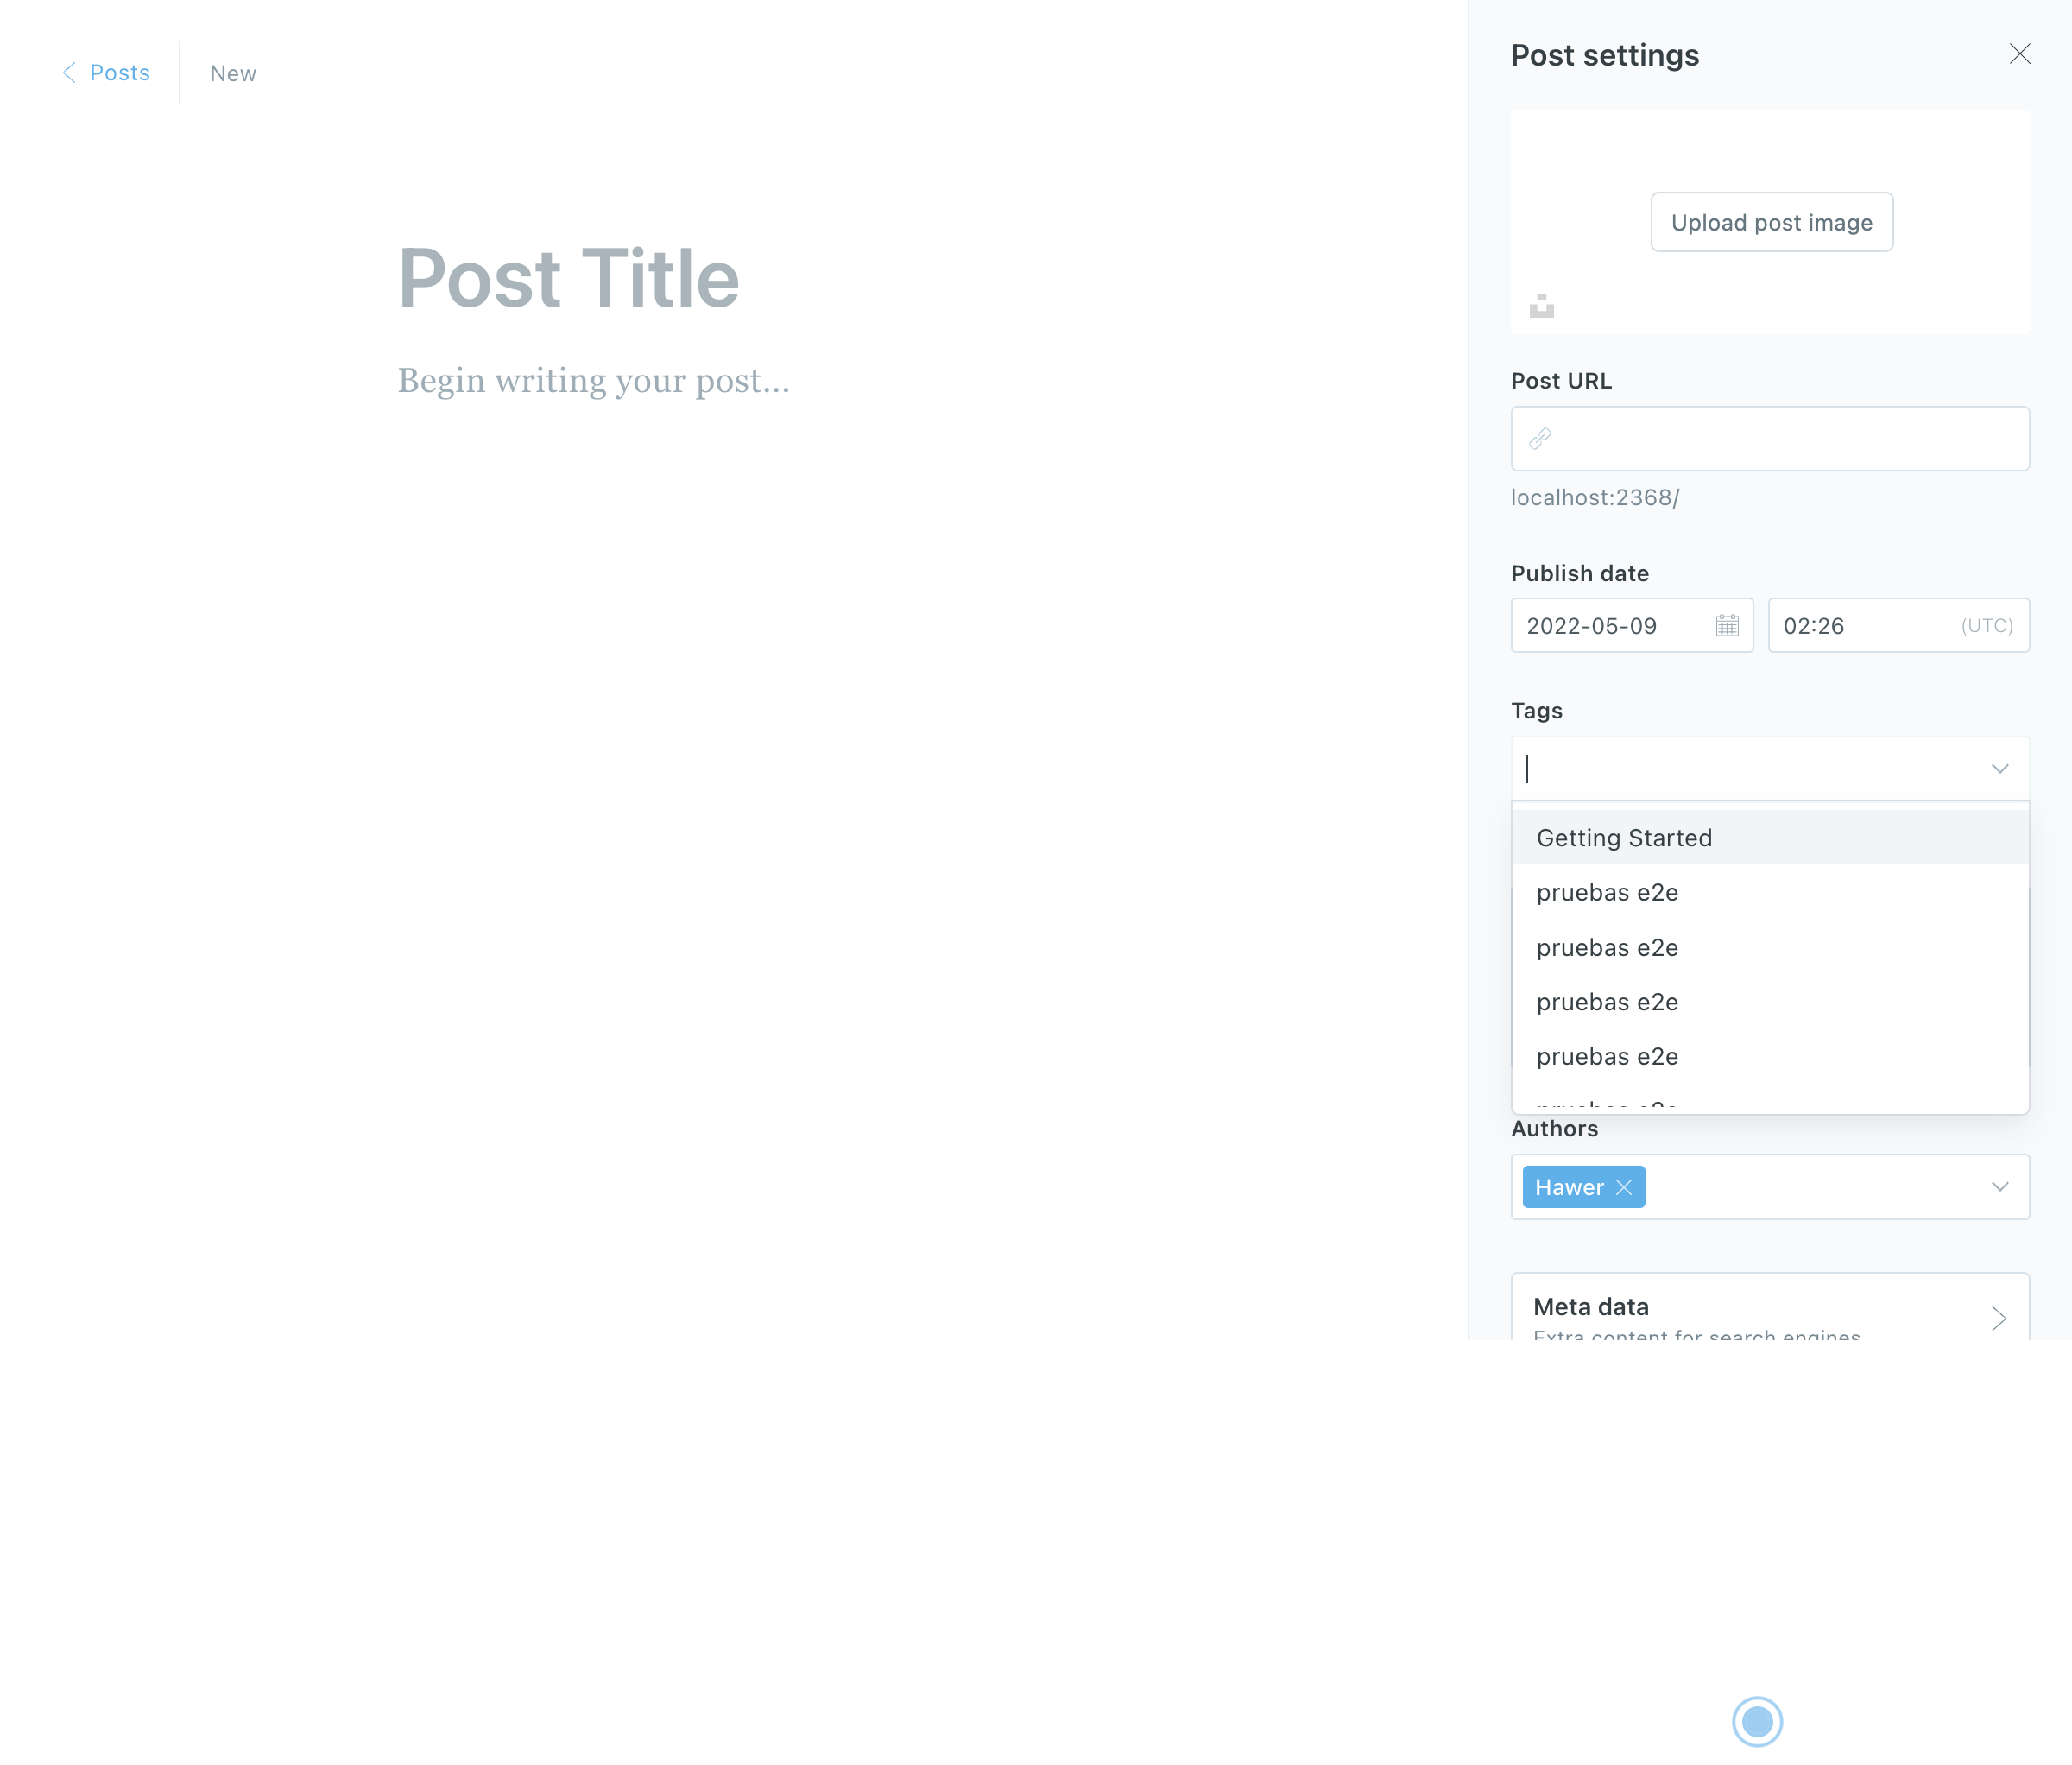 Posts
New
Post Title
Begin writing your post...
Post settings
Upload post image
Post URL
localhost:2368/
Publish date
2022-05-09
02:26 (UTC)
Tags
Getting Started
pruebas e2e
pruebas e2e
pruebas e2e
pruebas e2e
pruebas e2e
Authors
Hawer
Meta data
Extra content for search engines